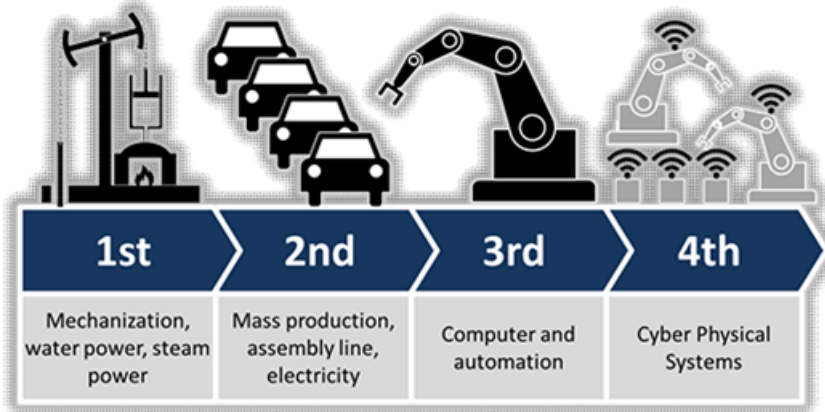 1st
2nd
3rd
4th
Mechanization,
water power, steam
power
Mass production,
assembly line,
electricity
Computer and
automation
Cyber Physical
Systems